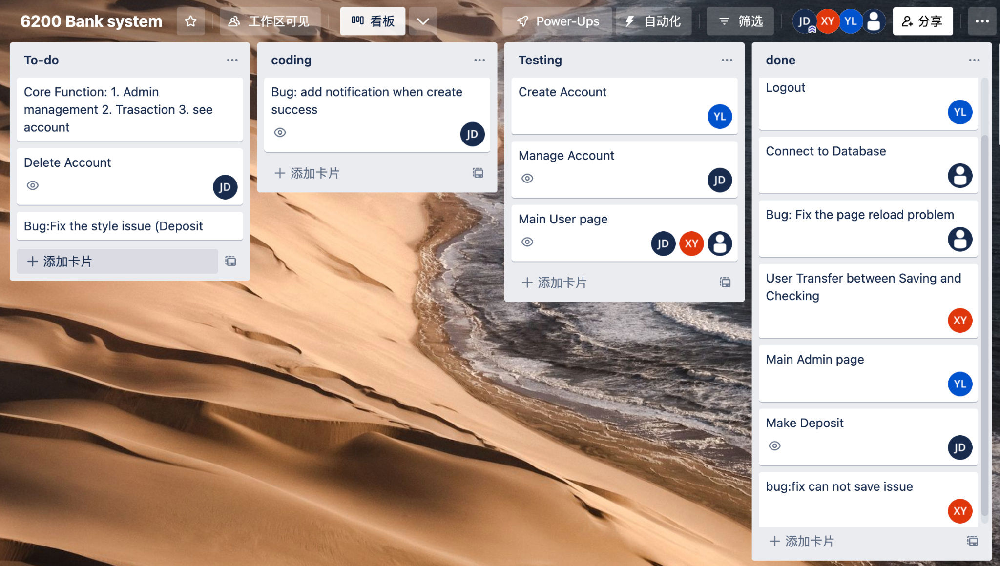 6200 Bank system
工作区可见
看板
Power-Ups
自动化
筛选
JD
XY
YL
分享
To-do
Core Function: 1. Admin
management 2. Trasaction 3. see
account
Delete Account
JD
Bug:Fix the style issue (Deposit
添加卡片
coding
Bug: add notification when create
success
JD
添加卡片
Testing
Create Account
YL
Manage Account
JD
Main User page
JD
XY
添加卡片
done
Logout
YL
Connect to Database
Bug: Fix the page reload problem
User Transfer between Saving and
Checking
XY
Main Admin page
YL
Make Deposit
JD
bug:fix can not save issue
XY
添加卡片